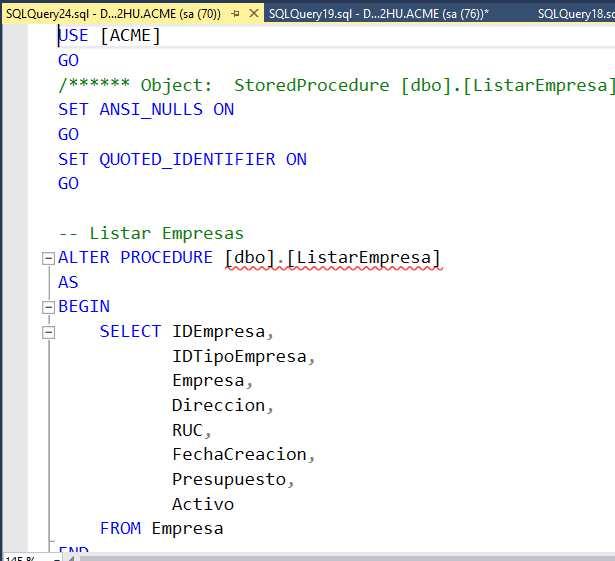 SQLQuery24.sql - D...2HU.ACME (sa (70)) SQLQuery19.sql - D...2HU.ACME (sa (76))* SQLQuery18.sq
USE [ACME]
GO
/****** Object:  StoredProcedure [dbo].[ListarEmpresa]
SET ANSI_NULLS ON
GO
SET QUOTED_IDENTIFIER ON
GO
-- Listar Empresas
ALTER PROCEDURE [dbo].[ListarEmpresa]
AS
BEGIN
SELECT IDEmpresa,
IDTipoEmpresa,
Empresa,
Direccion,
RUC,
FechaCreacion,
Presupuesto,
Activo
FROM Empresa
END
145 %